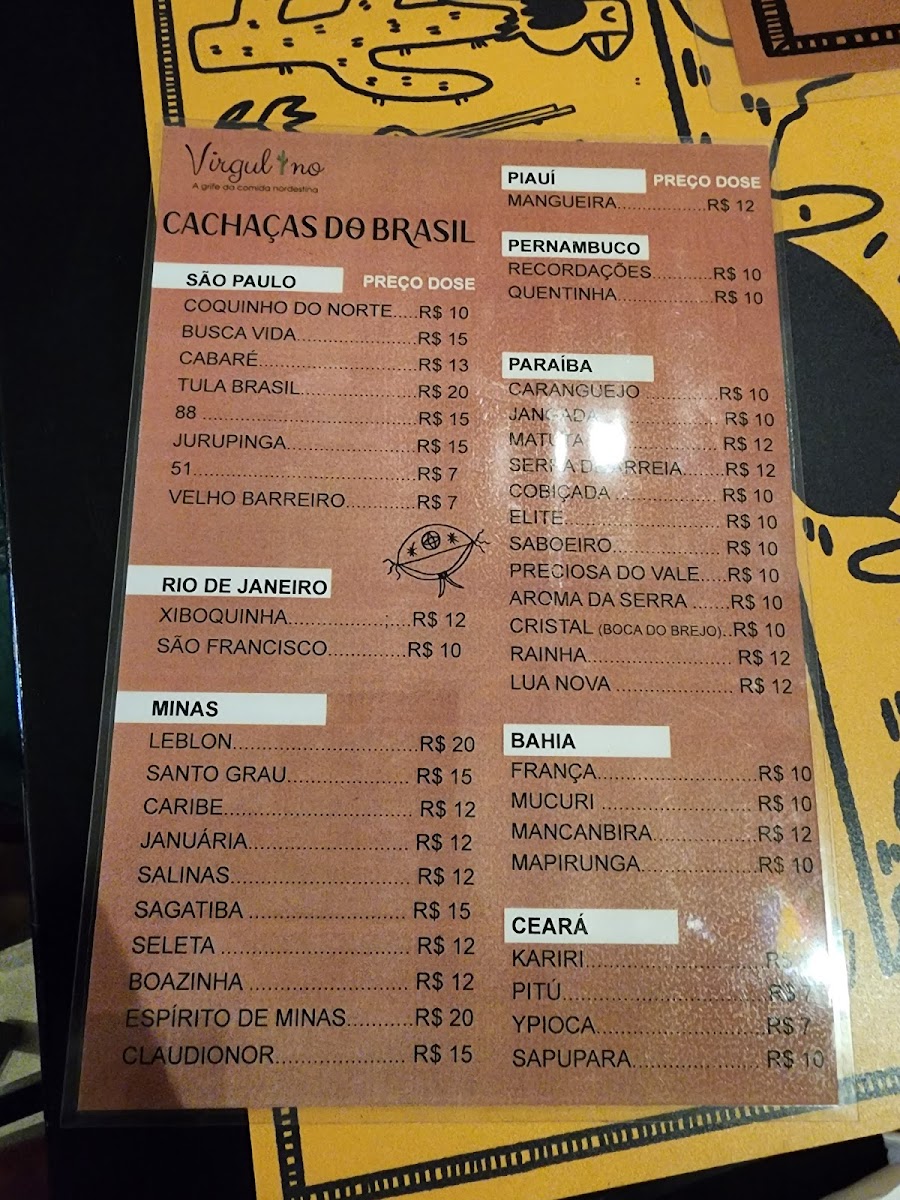 Virgulino
A grife da comida nordestina
CACHAÇAS DO BRASIL
SÃO PAULO PREÇO DOSE
COQUINHO DO NORTE.....R$ 10
BUSCA VIDA......................R$ 15
CABARÉ.............................R$ 13
TULA BRASIL.....................R$ 20
88 .......................................R$ 15
JURUPINGA........................R$ 15
51.........................................R$ 7
VELHO BARREIRO.............R$ 7
RIO DE JANEIRO
XIBOQUINHA..................;....R$ 12
SÃO FRANCISCO..............R$ 10
MINAS
LEBLON..............................R$ 20
SANTO GRAU.................... R$ 15
CARIBE................................ R$ 12
JANUÁRIA.......................... R$ 12
SALINAS............................. R$ 12
SAGATIBA .......................... R$ 15
SELETA ............................... R$ 12
BOAZINHA .......................... R$ 12
ESPÍRITO DE MINAS...........R$ 20
CLAUDIONOR..................... R$ 15
PIAUÍ PREÇO DOSE
MANGUEIRA.................R$ 12
PERNAMBUCO
RECORDAÇÕES............R$ 10
QUENTINHA..................R$ 10
PARAÍBA
CARANGUEJO ..............R$ 10
JANGADA ..................... R$ 10
MATUTA ........................ R$ 12
SERRA DE ARREIA........R$ 12
COBIÇADA .................... R$ 10
ELITE............................. R$ 10
SABOEIRO.................... R$ 10
PRECIOSA DO VALE.....R$ 10
AROMA DA SERRA .......R$ 10
CRISTAL (BOCA DO BREJO)..R$ 10
RAINHA............................ R$ 12
LUA NOVA ...................... R$ 12
BAHIA
FRANÇA.............................R$ 10
MUCURI ............................ R$ 10
MANCANBIRA...................R$ 12
MAPIRUNGA.....................R$ 10
CEARÁ
KARIRI.............................. R$
PITÚ.................................. R$ 7
YPIOCA.............................R$ 7
SAPUPARA....................... R$ 10